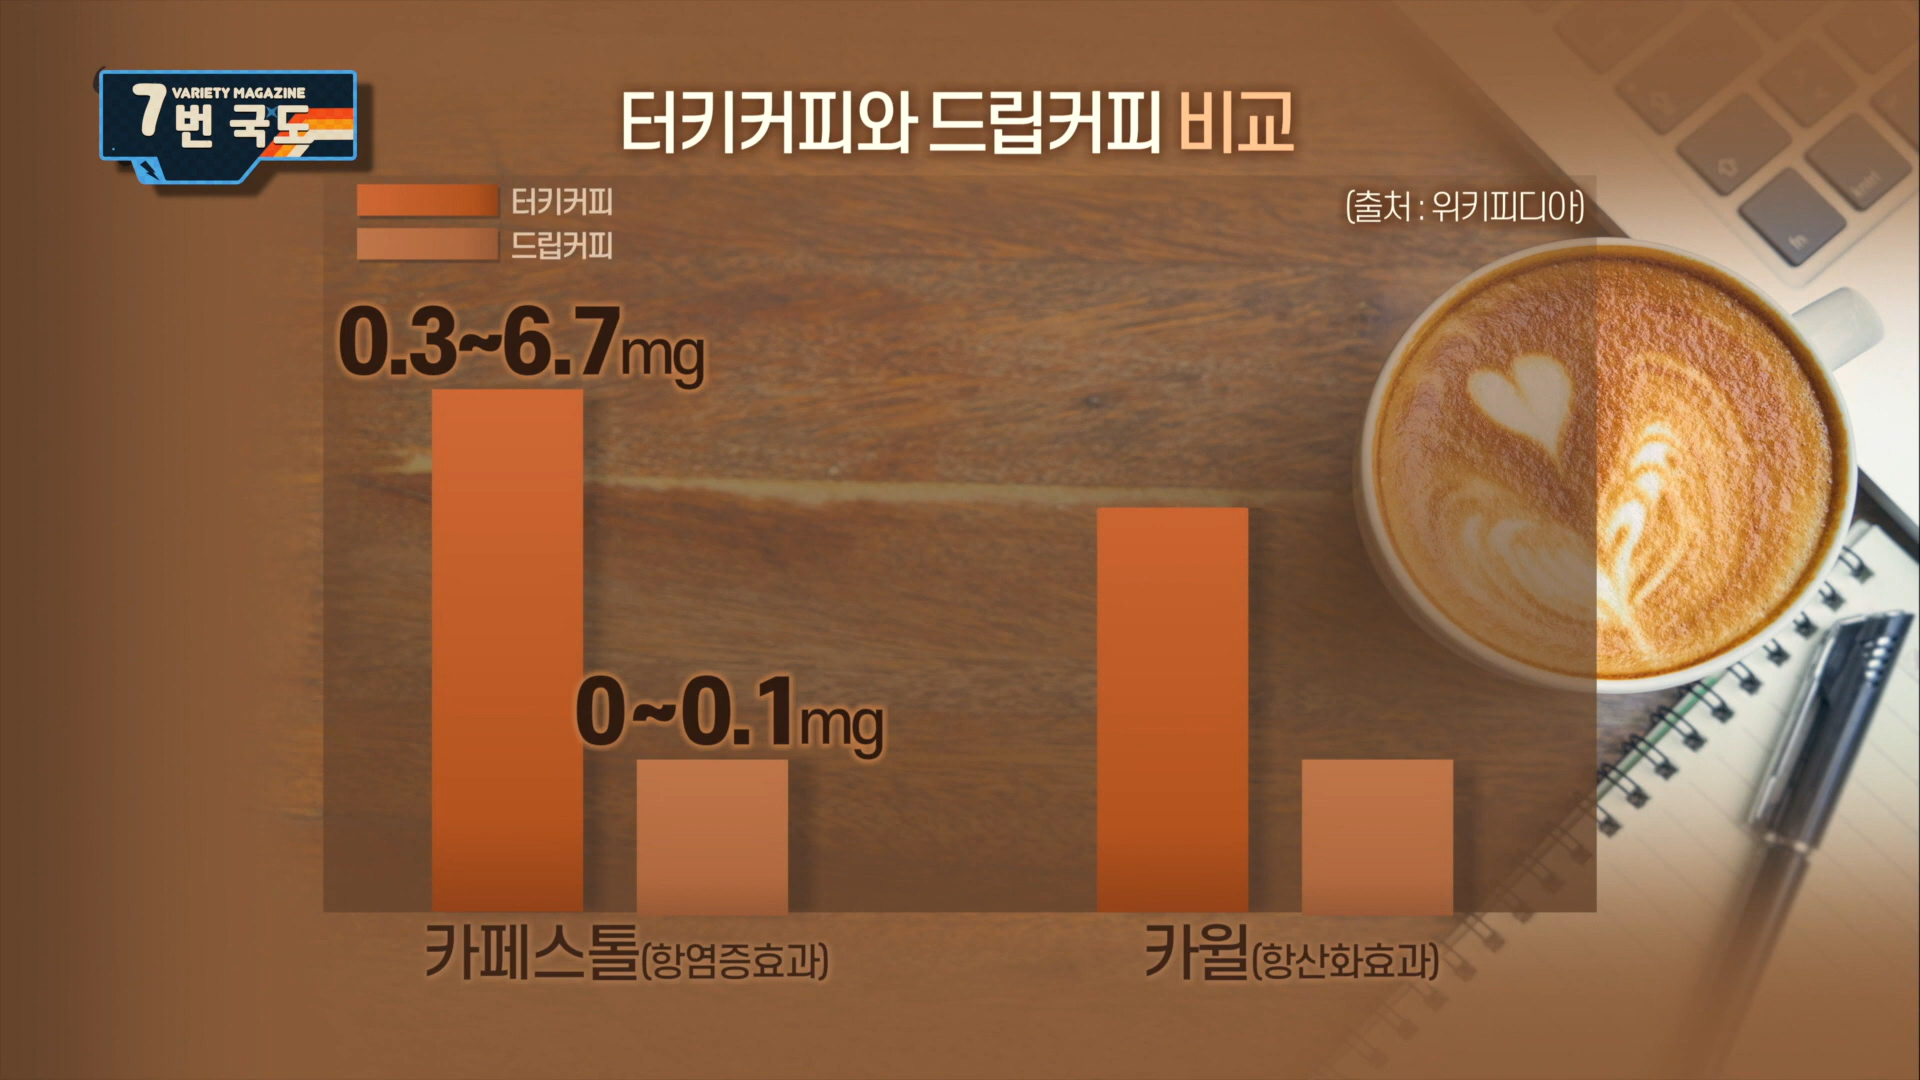 7 VARIETY MAGAZINE
번 국도
터키커피와 드립커피 비교
터키커피
드립커피
(출처 : 위키피디아)
0.3~6.7mg
0~0.1mg
카페스톨(항염증효과)
카월(항산화효과)
fn